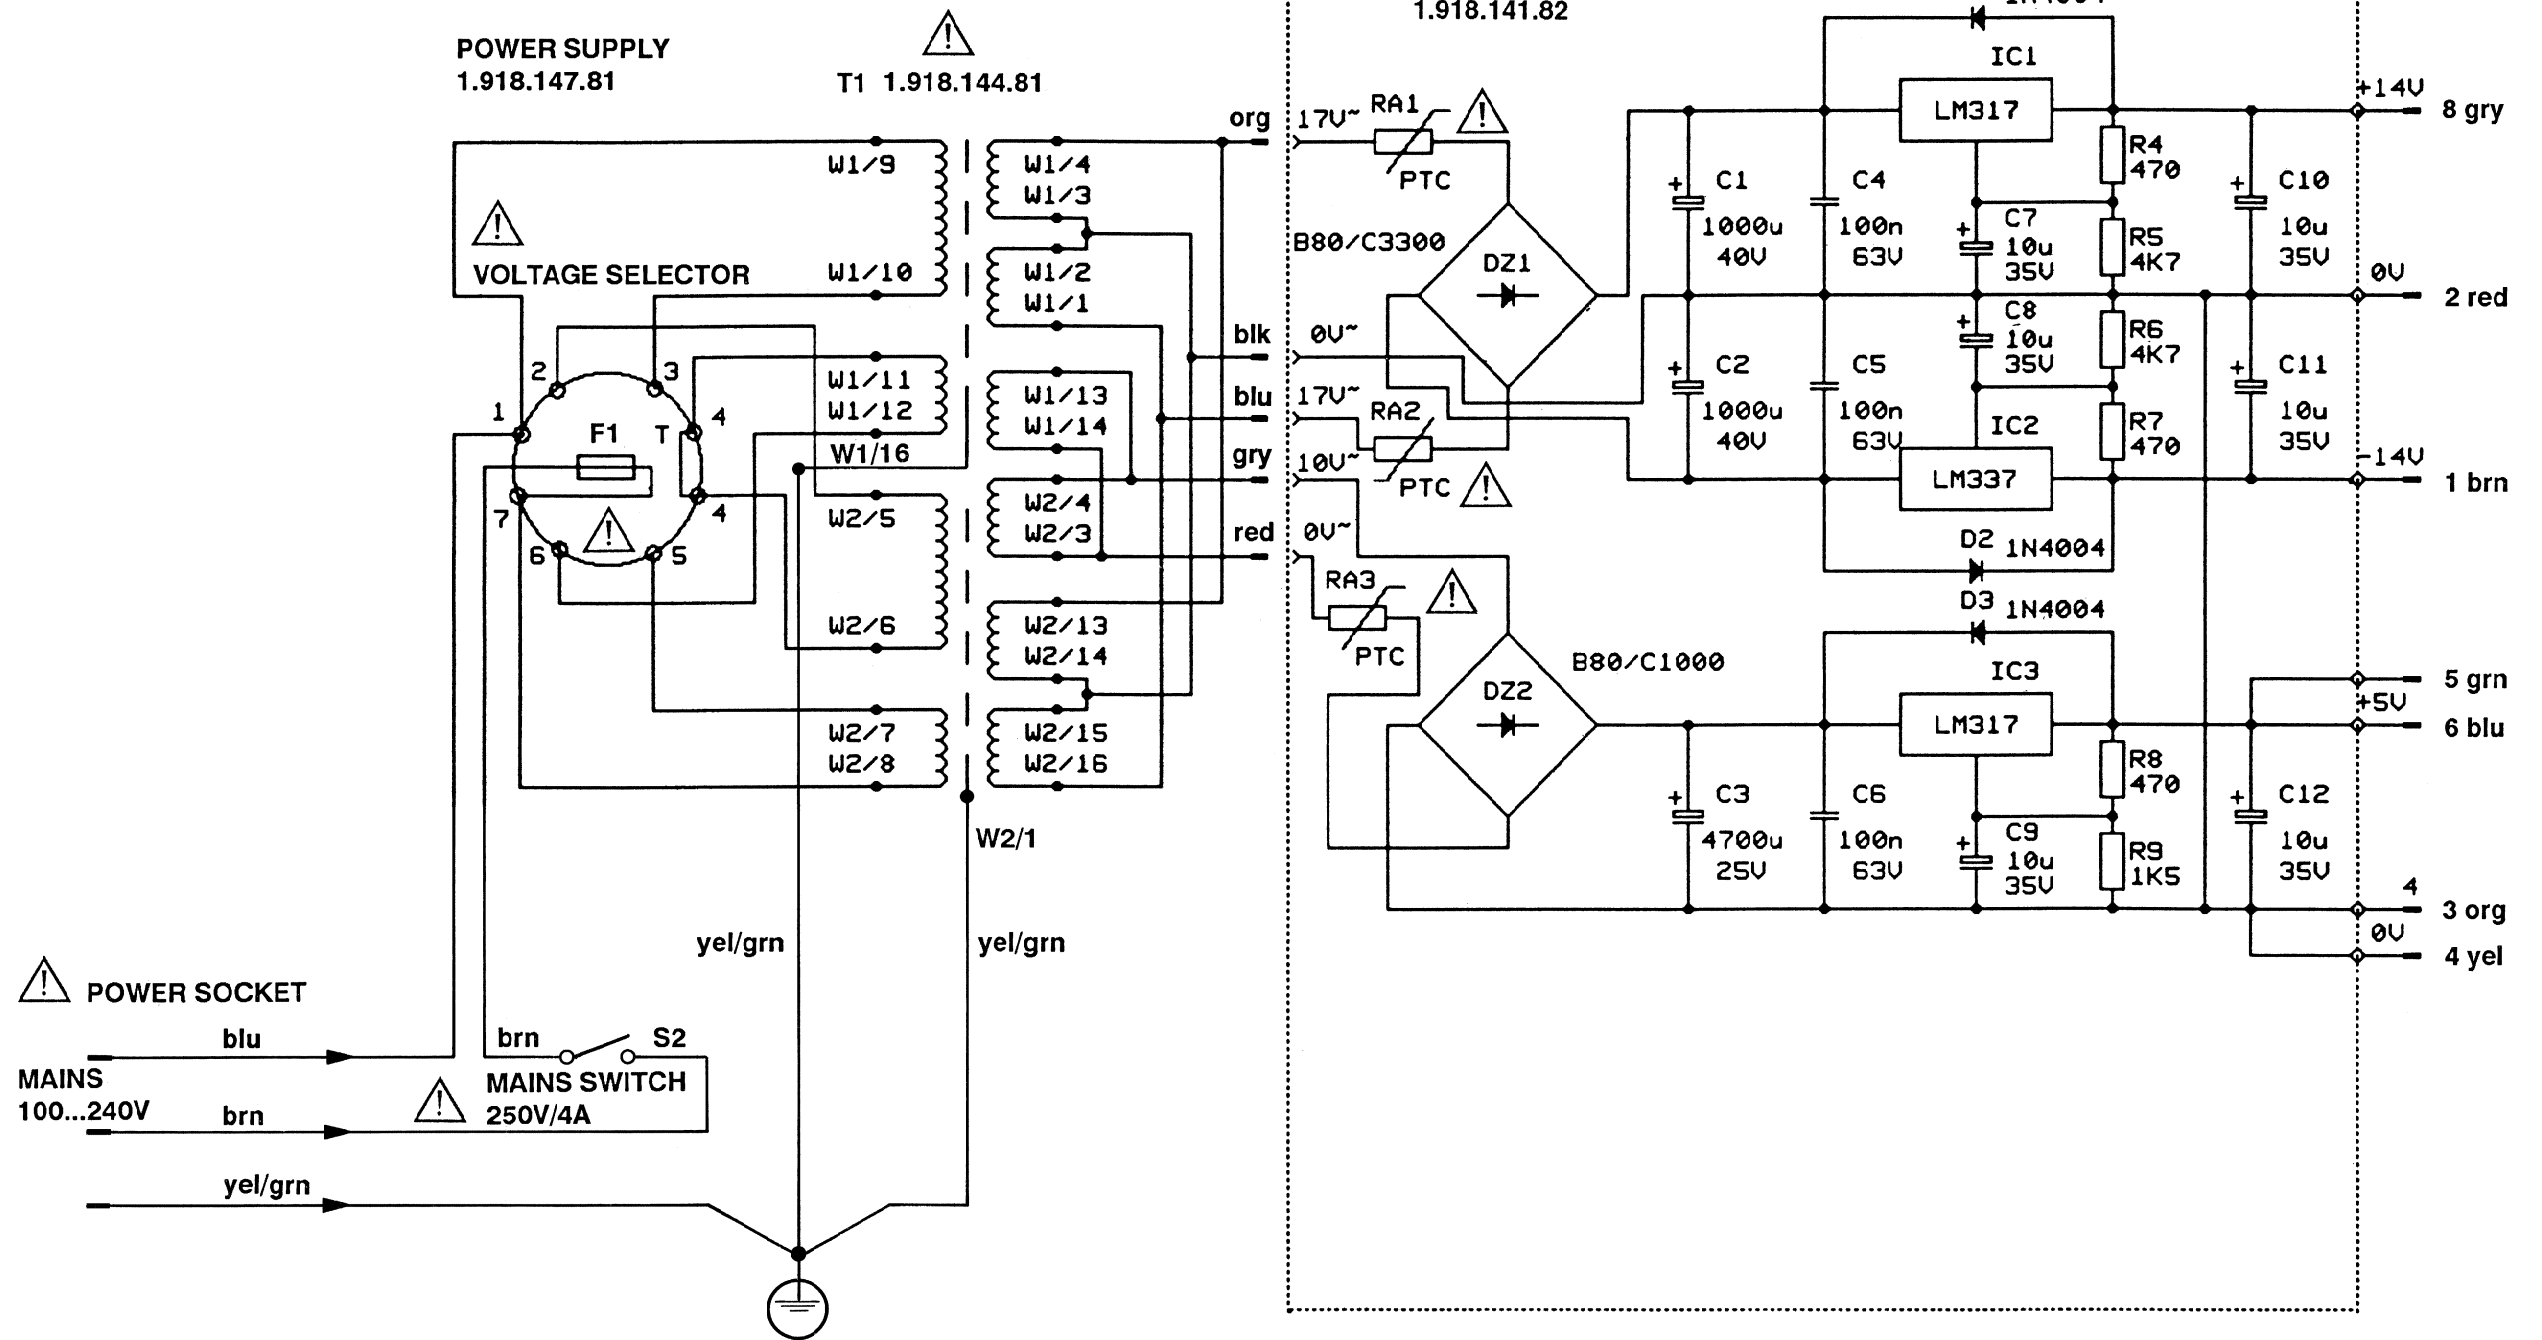 1.918.141.82
POWER SUPPLY
1.918.147.81
T1 1.918.144.81
VOLTAGE SELECTOR
1
2
3
4
T
4
5
6
7
F1
W1/9
W1/10
W1/11
W1/12
W1/16
W2/5
W2/6
W2/7
W2/8
W2/1
W1/4
W1/3
W1/2
W1/1
W1/13
W1/14
W2/4
W2/3
W2/13
W2/14
W2/15
W2/16
org
blk
blu
gry
red
17V~
0V~
17V~
10V~
0V~
RA1
PTC
RA2
PTC
RA3
PTC
B80/C3300
DZ1
B80/C1000
DZ2
C1
1000u
40V
C2
1000u
40V
C3
4700u
25V
C4
100n
63V
C5
100n
63V
C6
100n
63V
IC1
LM317
C7
10u
35V
C8
10u
35V
IC2
LM337
D2 1N4004
D3 1N4004
IC3
LM317
C9
10u
35V
R4
470
R5
4K7
R6
4K7
R7
470
R8
470
R9
1K5
C10
10u
35V
C11
10u
35V
C12
10u
35V
+14V
8 gry
0V
2 red
-14V
1 brn
5 grn
+5V
6 blu
4
3 org
0V
4 yel
yel/grn
yel/grn
POWER SOCKET
blu
MAINS
100...240V
brn
yel/grn
brn
S2
MAINS SWITCH
250V/4A